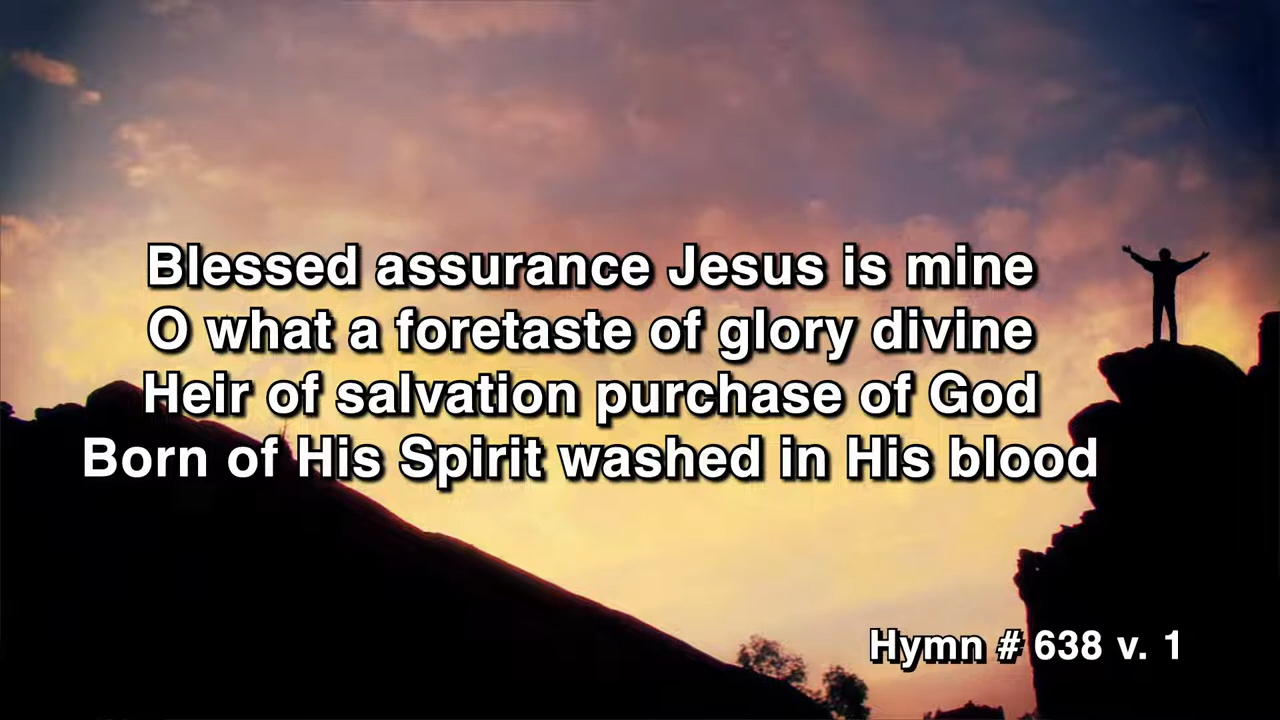 Blessed assurance Jesus is mine
O what a foretaste of glory divine
Heir of salvation purchase of God
Born of His Spirit washed in His blood
Hymn # 638 v. 1